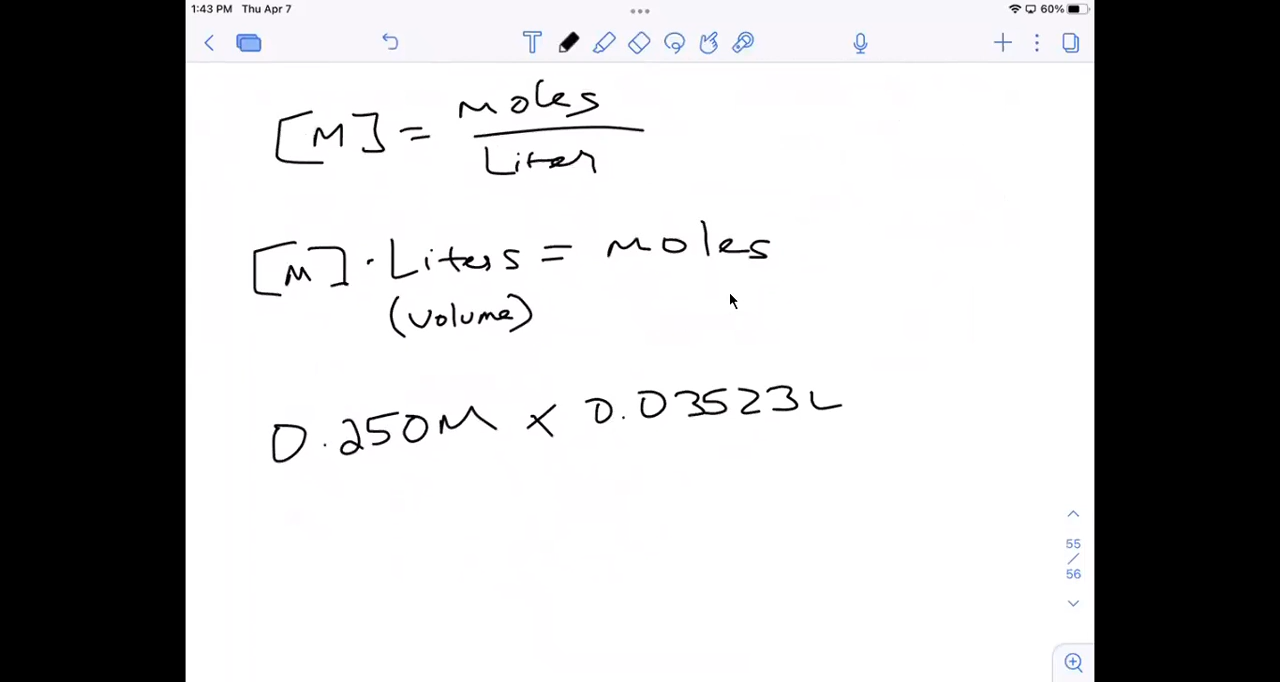 1:43 PM Thu Apr 7
60%
[M] = moles
Liter
[M] · Liters = moles
(volume)
0.250M x 0.03523L
55
/
56